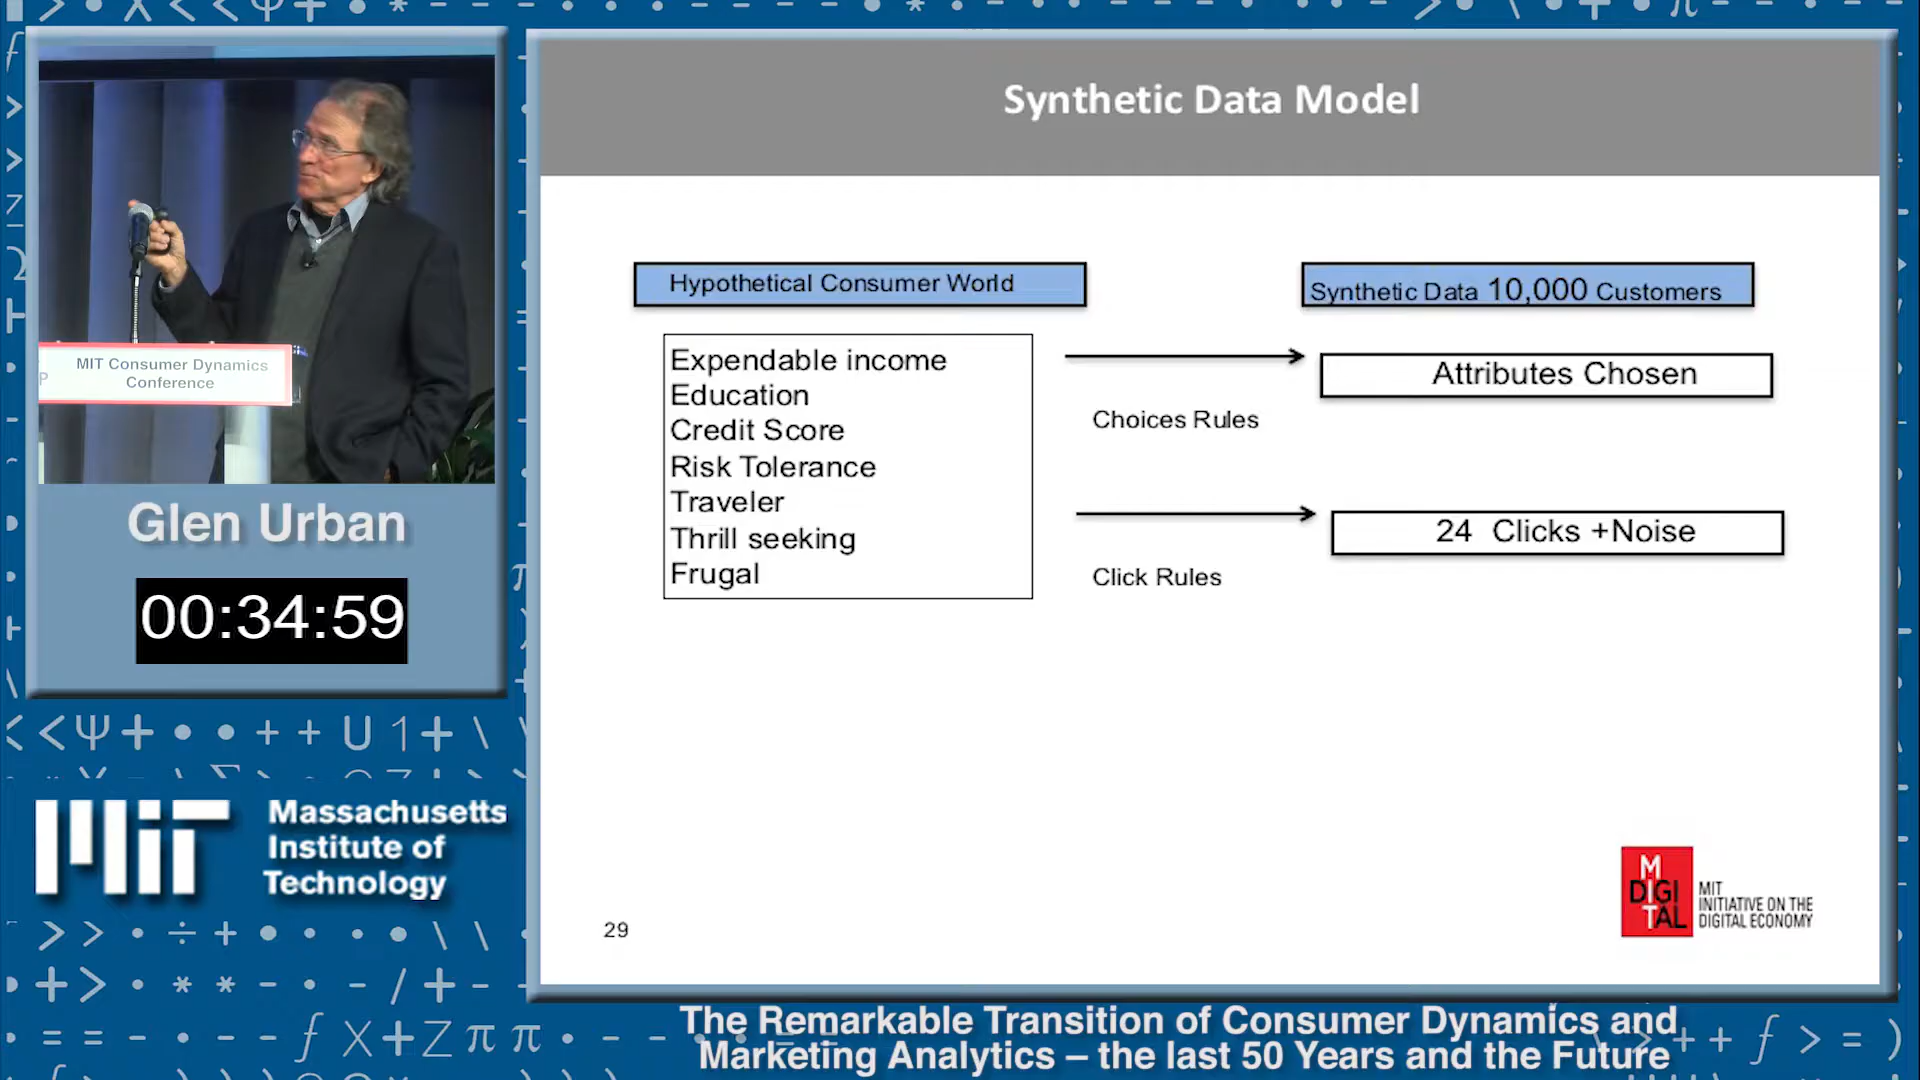 Synthetic Data Model
Hypothetical Consumer World
Expendable income
Education
Credit Score
Risk Tolerance
Traveler
Thrill seeking
Frugal
Choices Rules
Click Rules
Synthetic Data 10,000 Customers
Attributes Chosen
24 Clicks +Noise
29
M
DIGI
TAL
MIT
INITIATIVE ON THE
DIGITAL ECONOMY
P
MIT Consumer Dynamics
Conference
Glen Urban
00:34:59
MIT
Massachusetts
Institute of
Technology
The Remarkable Transition of Consumer Dynamics and
Marketing Analytics – the last 50 Years and the Future